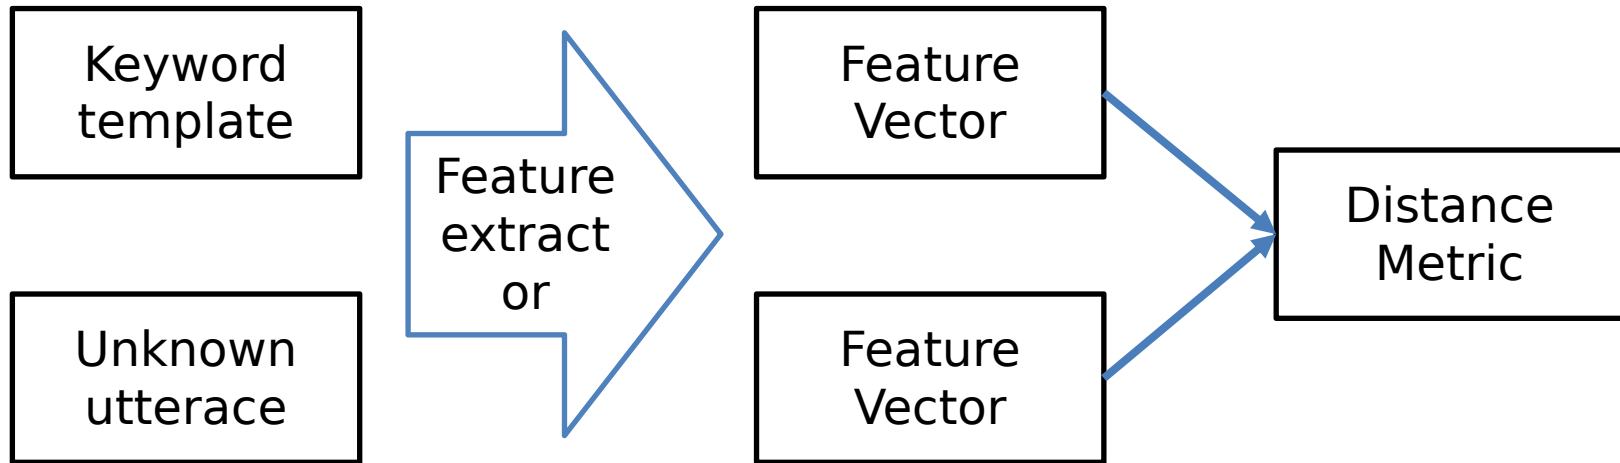 Keyword
template
Unknown
utterace
Feature
extract
or
Feature
Vector
Feature
Vector
Distance
Metric